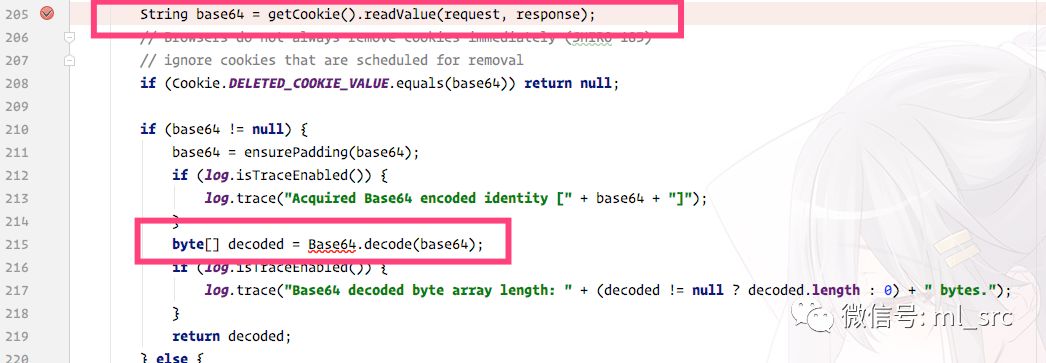 205 String base64 = getCookie().readValue(request, response);
206 // Browsers do not always remove cookies immediately (SHIRO-183)
207 // ignore cookies that are scheduled for removal
208 if (Cookie.DELETED_COOKIE_VALUE.equals(base64)) return null;
209
210 if (base64 != null) {
211 base64 = ensurePadding(base64);
212 if (log.isTraceEnabled()) {
213 log.trace("Acquired Base64 encoded identity [" + base64 + "]");
214 }
215 byte[] decoded = Base64.decode(base64);
216 if (log.isTraceEnabled()) {
217 log.trace("Base64 decoded byte array length: " + (decoded != null ? decoded.length : 0) + " bytes.");
218 }
219 return decoded;
220 } else {
微信号: ml_src